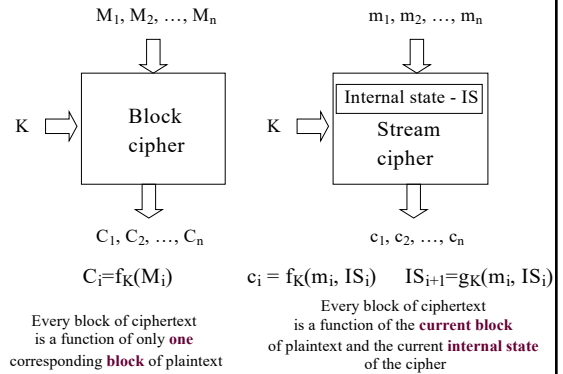 M₁, M₂, …, Mₙ
K
Block
cipher
C₁, C₂, …, Cₙ
Cᵢ=f_K(Mᵢ)
Every block of ciphertext
is a function of only one
corresponding block of plaintext
m₁, m₂, …, mₙ
K
Internal state - IS
Stream
cipher
c₁, c₂, …, cₙ
cᵢ = f_K(mᵢ, ISᵢ) ISᵢ₊₁=g_K(mᵢ, ISᵢ)
Every block of ciphertext
is a function of the current block
of plaintext and the current internal state
of the cipher